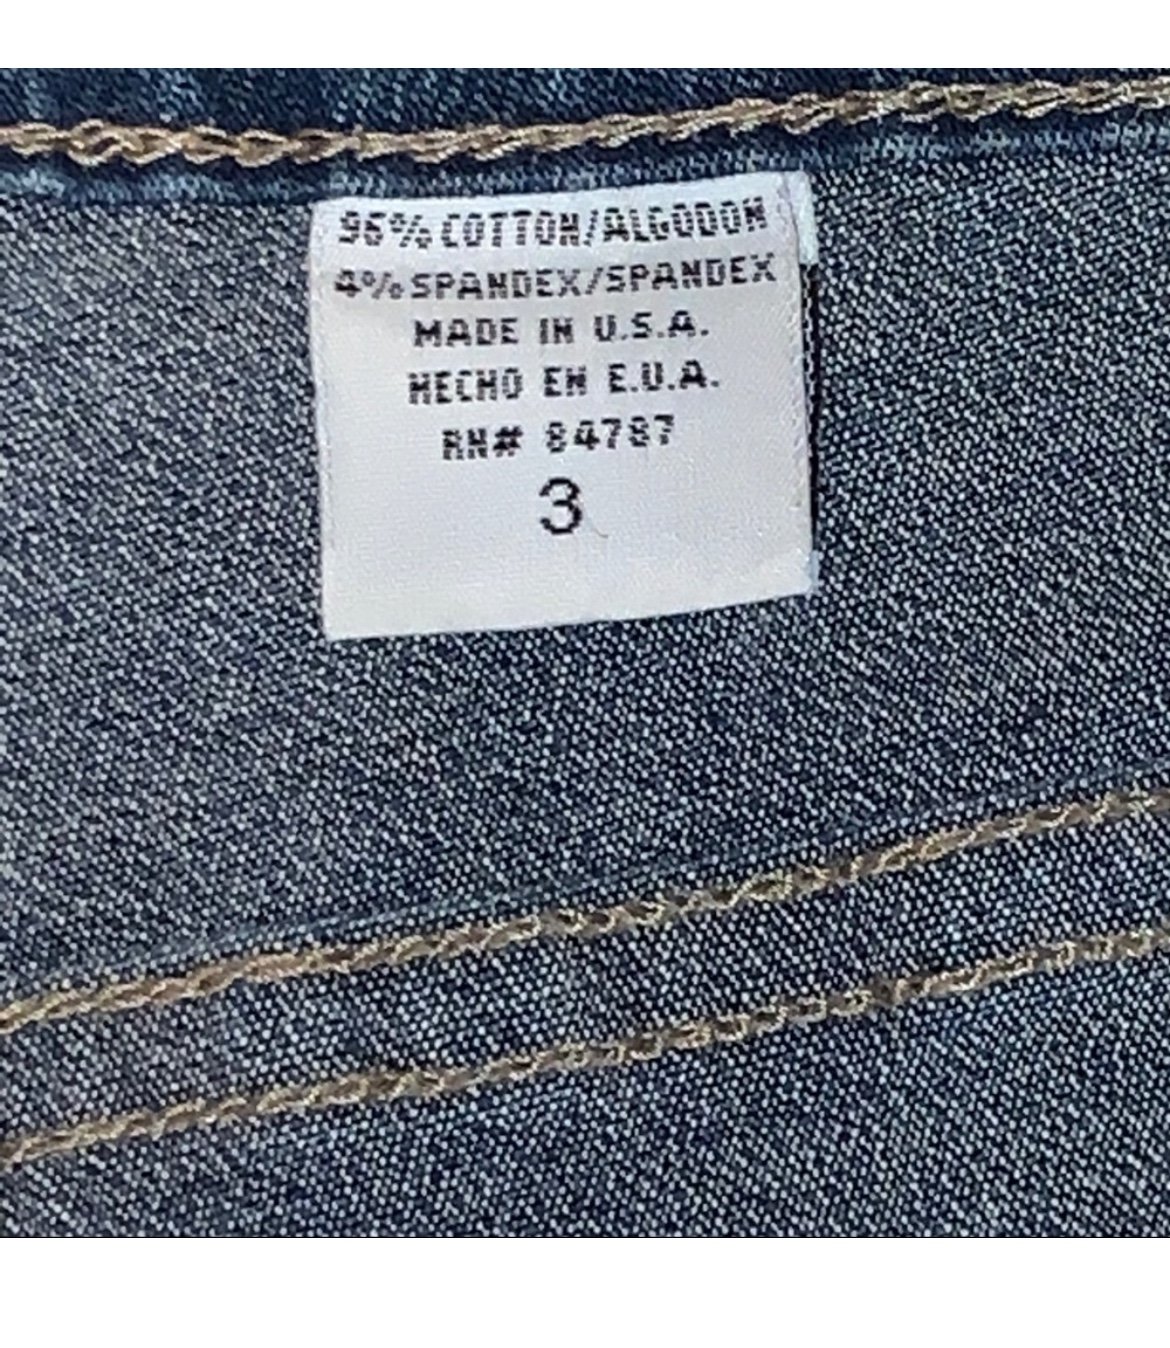 96% COTTON/ALGODON
4% SPANDEX/SPANDEX
MADE IN U.S.A.
HECHO EN E.U.A.
RN# 84787
3